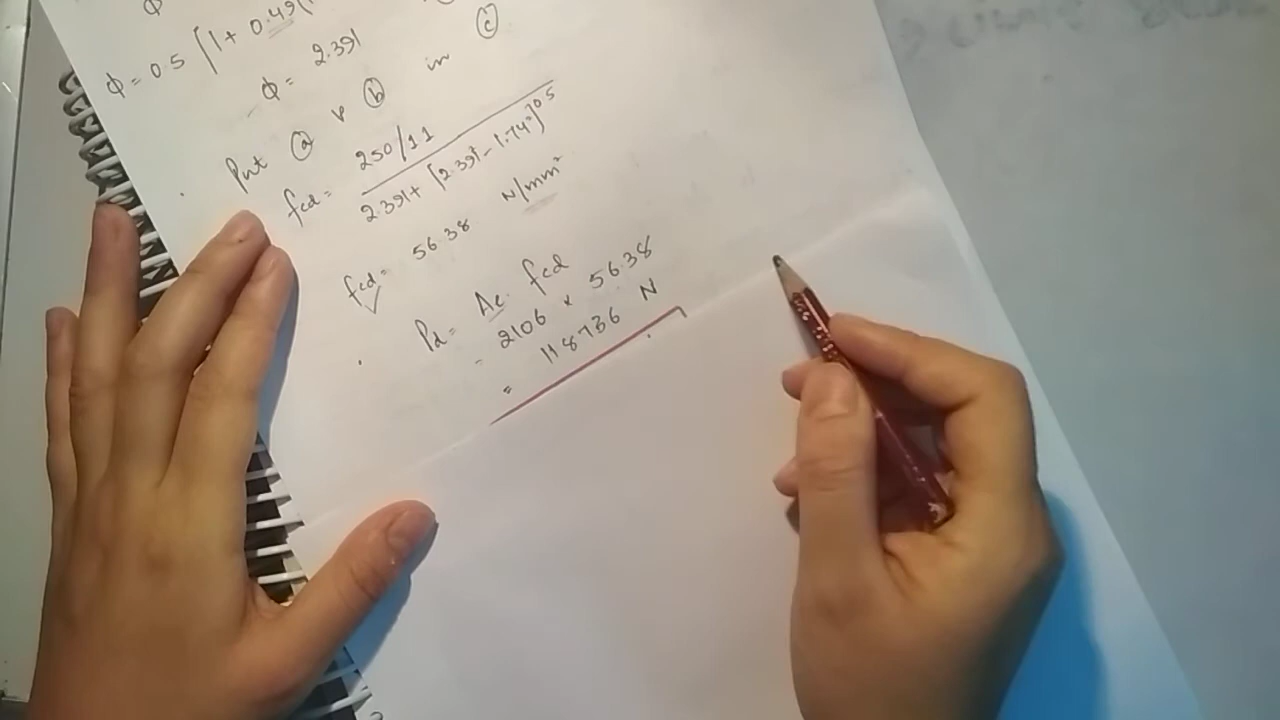 ϕ = 0.5 [1 + 0.49(
ϕ = 2.391
Put ⓐ & ⓑ in ⓒ
fcd = 250/1.1
2.391 + [2.391² - 1.74²]^0.5
fcd = 56.38 N/mm²
Pd = Ae. fcd
= 2106 × 56.38
= 118736 N